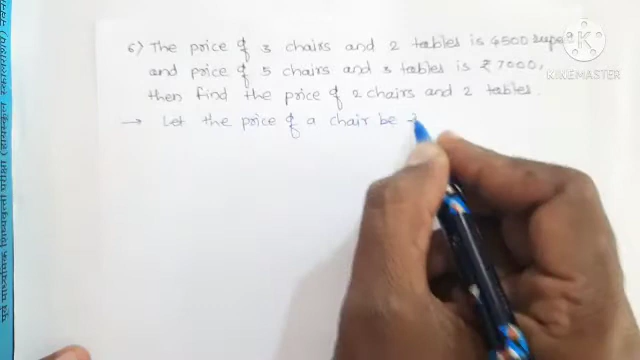 6) The price of 3 chairs and 2 tables is 4500 rupe
and price of 5 chairs and 3 tables is ₹ 7000,
then find the price of 2 chairs and 2 tables.
→ Let the price of a chair be ₹
KINEMASTER